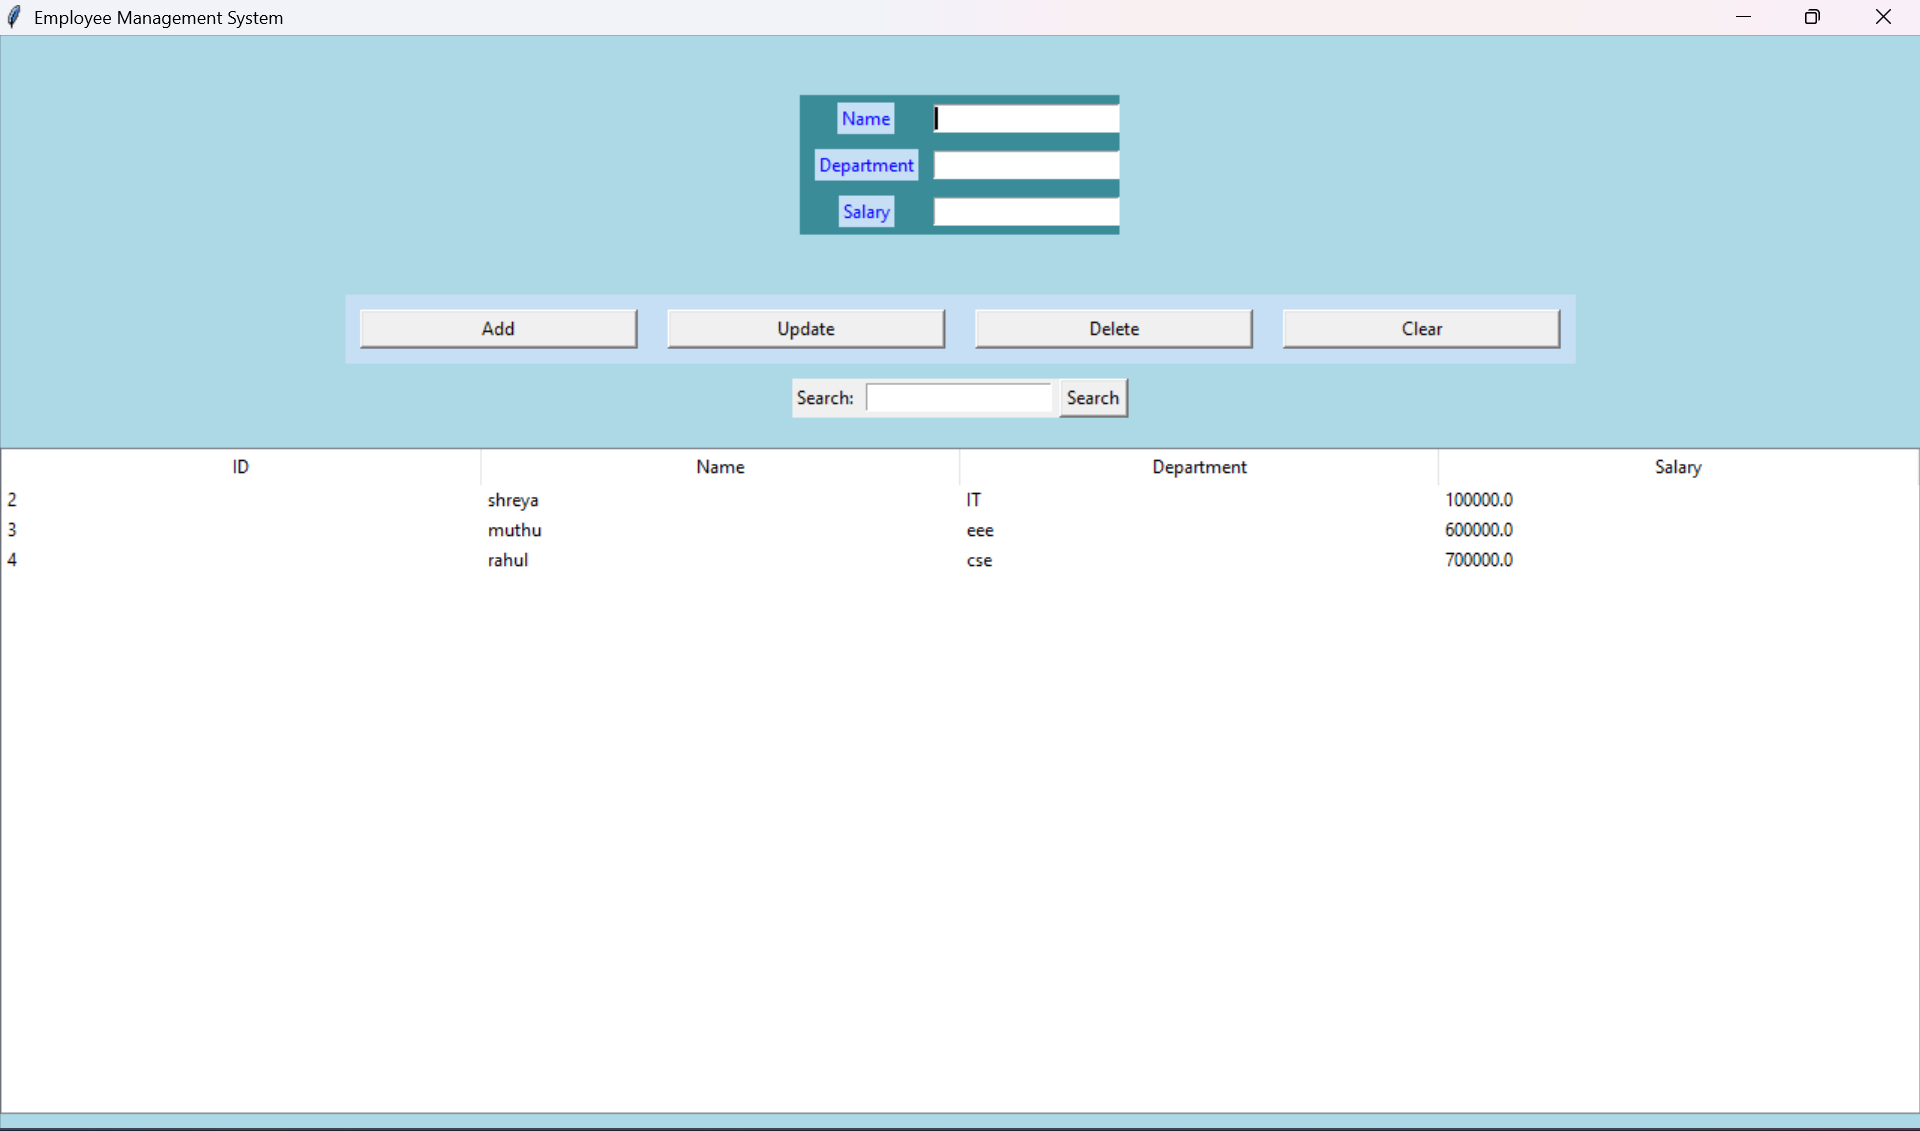 Employee Management System
Name
Department
Salary
Add Update Delete Clear
Search: Search
ID Name Department Salary
2 shreya IT 100000.0
3 muthu eee 600000.0
4 rahul cse 700000.0